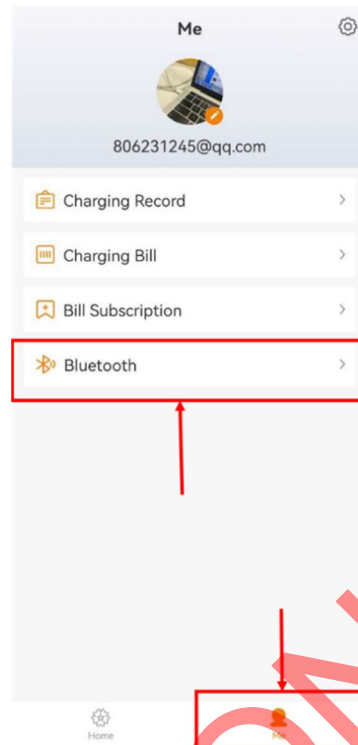 Me
806231245@qq.com
Charging Record
Charging Bill
Bill Subscription
Bluetooth
Home
Me